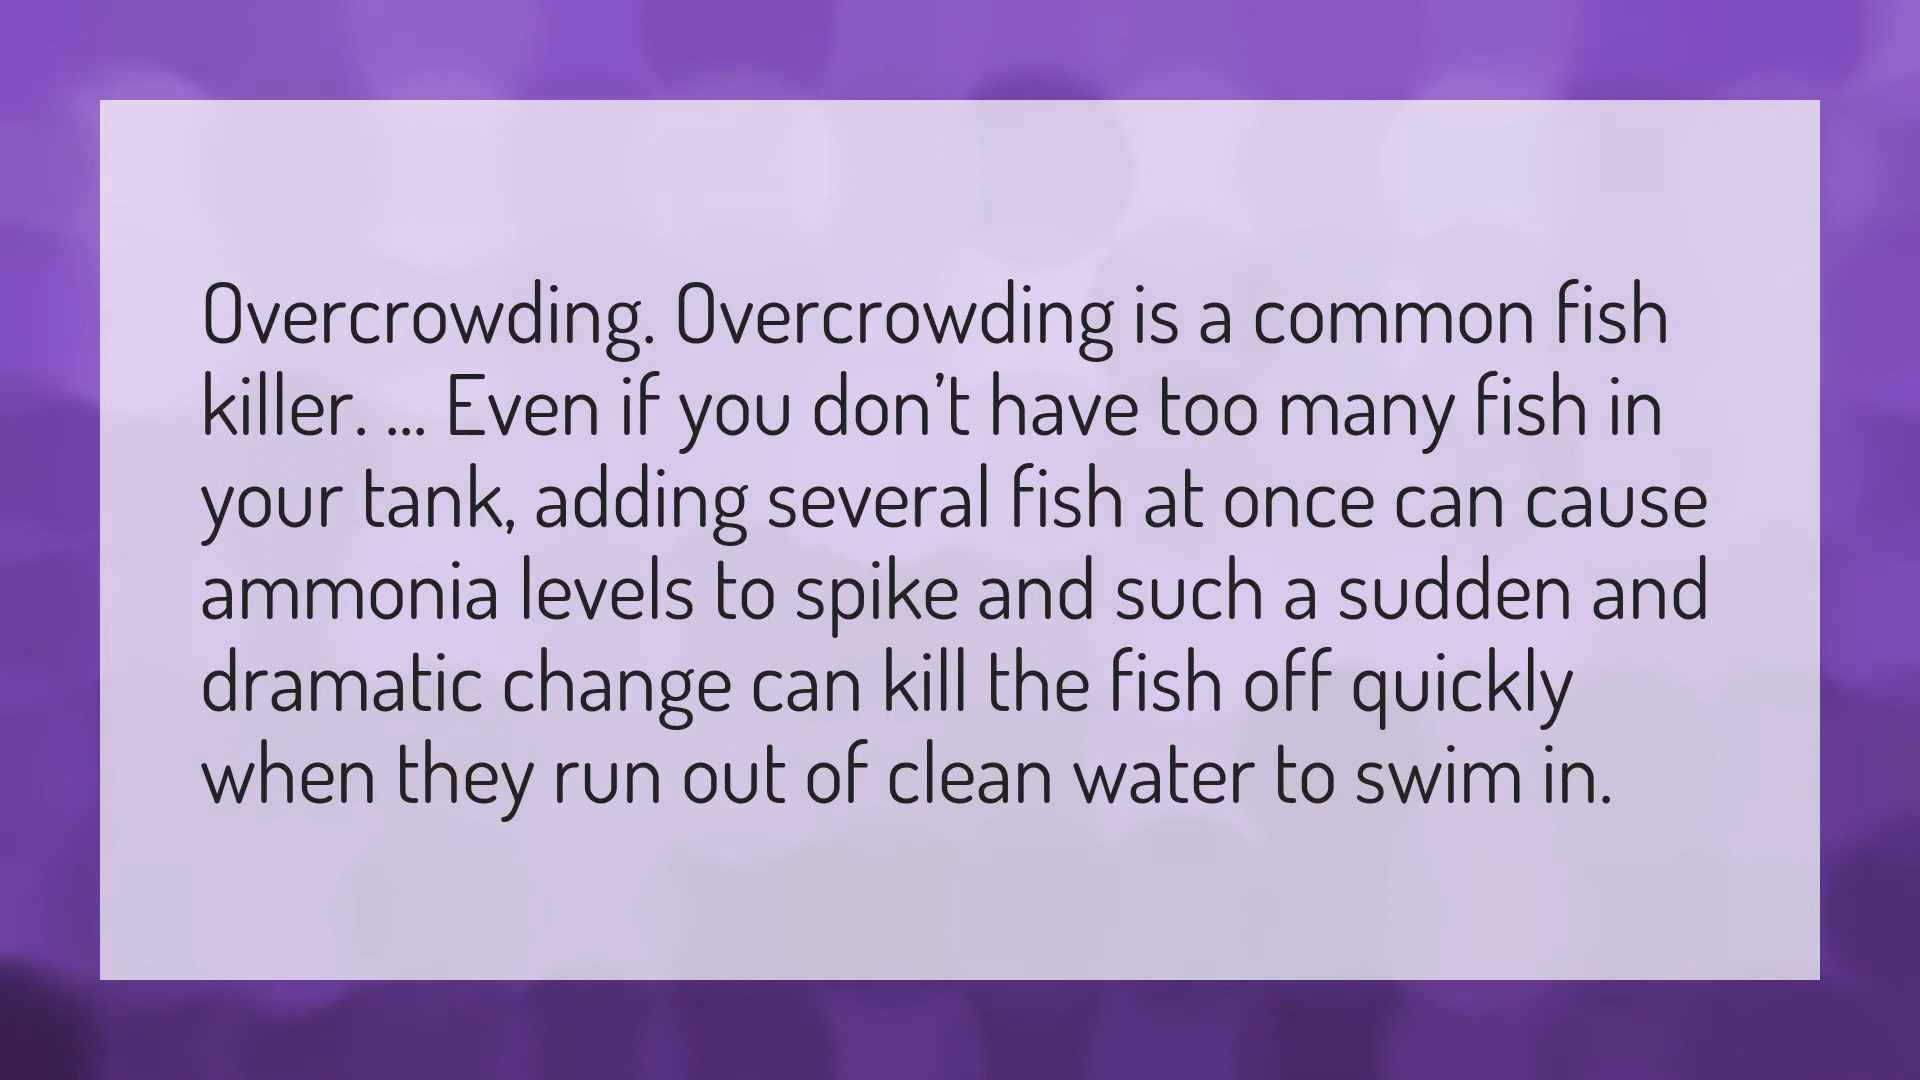 Overcrowding. Overcrowding is a common fish
killer. ... Even if you don’t have too many fish in
your tank, adding several fish at once can cause
ammonia levels to spike and such a sudden and
dramatic change can kill the fish off quickly
when they run out of clean water to swim in.